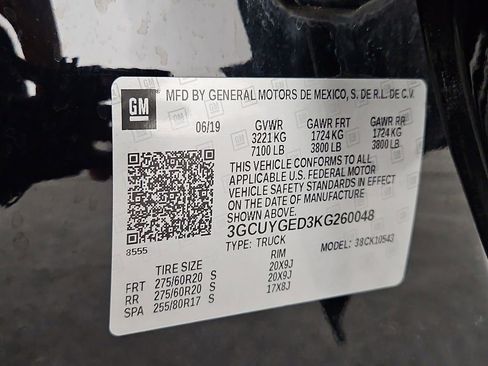 GM
MFD BY GENERAL MOTORS DE MEXICO, S. DE R.L. DE C.V.
06/19 GVWR GAWR FRT GAWR RR
3221 KG 1724 KG 1724 KG
7100 LB 3800 LB 3800 LB
THIS VEHICLE CONFORMS TO ALL
APPLICABLE U.S. FEDERAL MOTOR
VEHICLE SAFETY STANDARDS IN EFFECT
ON THE DATE OF MANUFACTURE
SHOWN ABOVE.
3GCUYGED3KG260048
8555 TYPE: TRUCK MODEL: 38CK10543
TIRE SIZE RIM
FRT 275/60R20 S 20X9J
RR 275/60R20 S 20X9J
SPA 255/80R17 S 17X8J